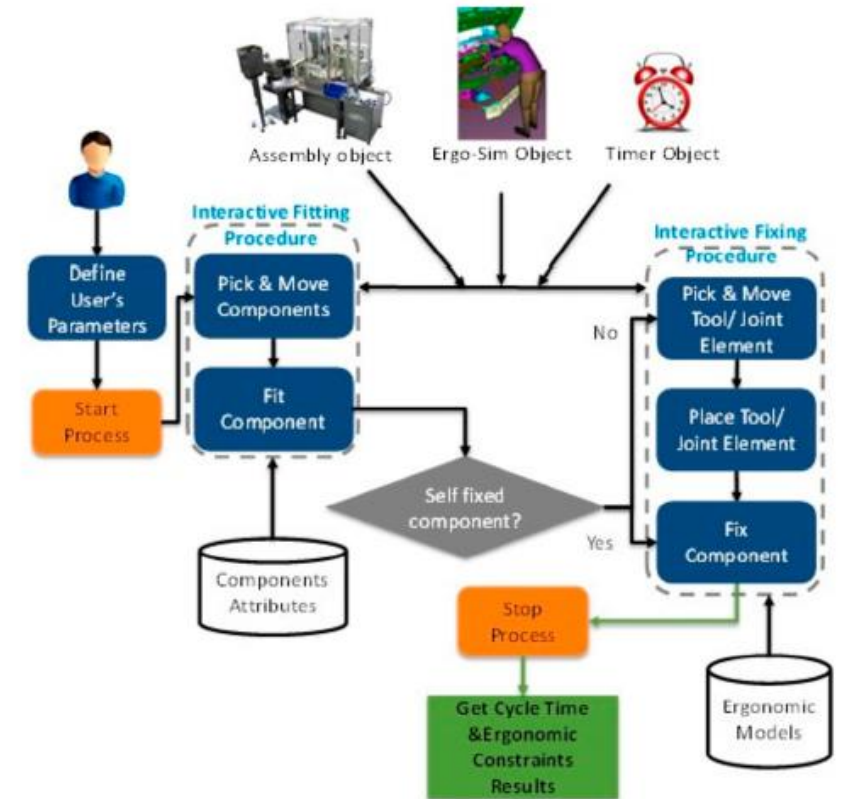 Assembly object
Ergo-Sim Object
Timer Object
Interactive Fitting
Procedure
Interactive Fixing
Procedure
Define
User's
Parameters
Pick & Move
Components
Pick & Move
Tool/ Joint
Element
No
Start
Process
Fit
Component
Place Tool/
Joint Element
Self fixed
component?
Yes
Fix
Component
Components
Attributes
Stop
Process
Ergonomic
Models
Get Cycle Time
&Ergonomic
Constraints
Results